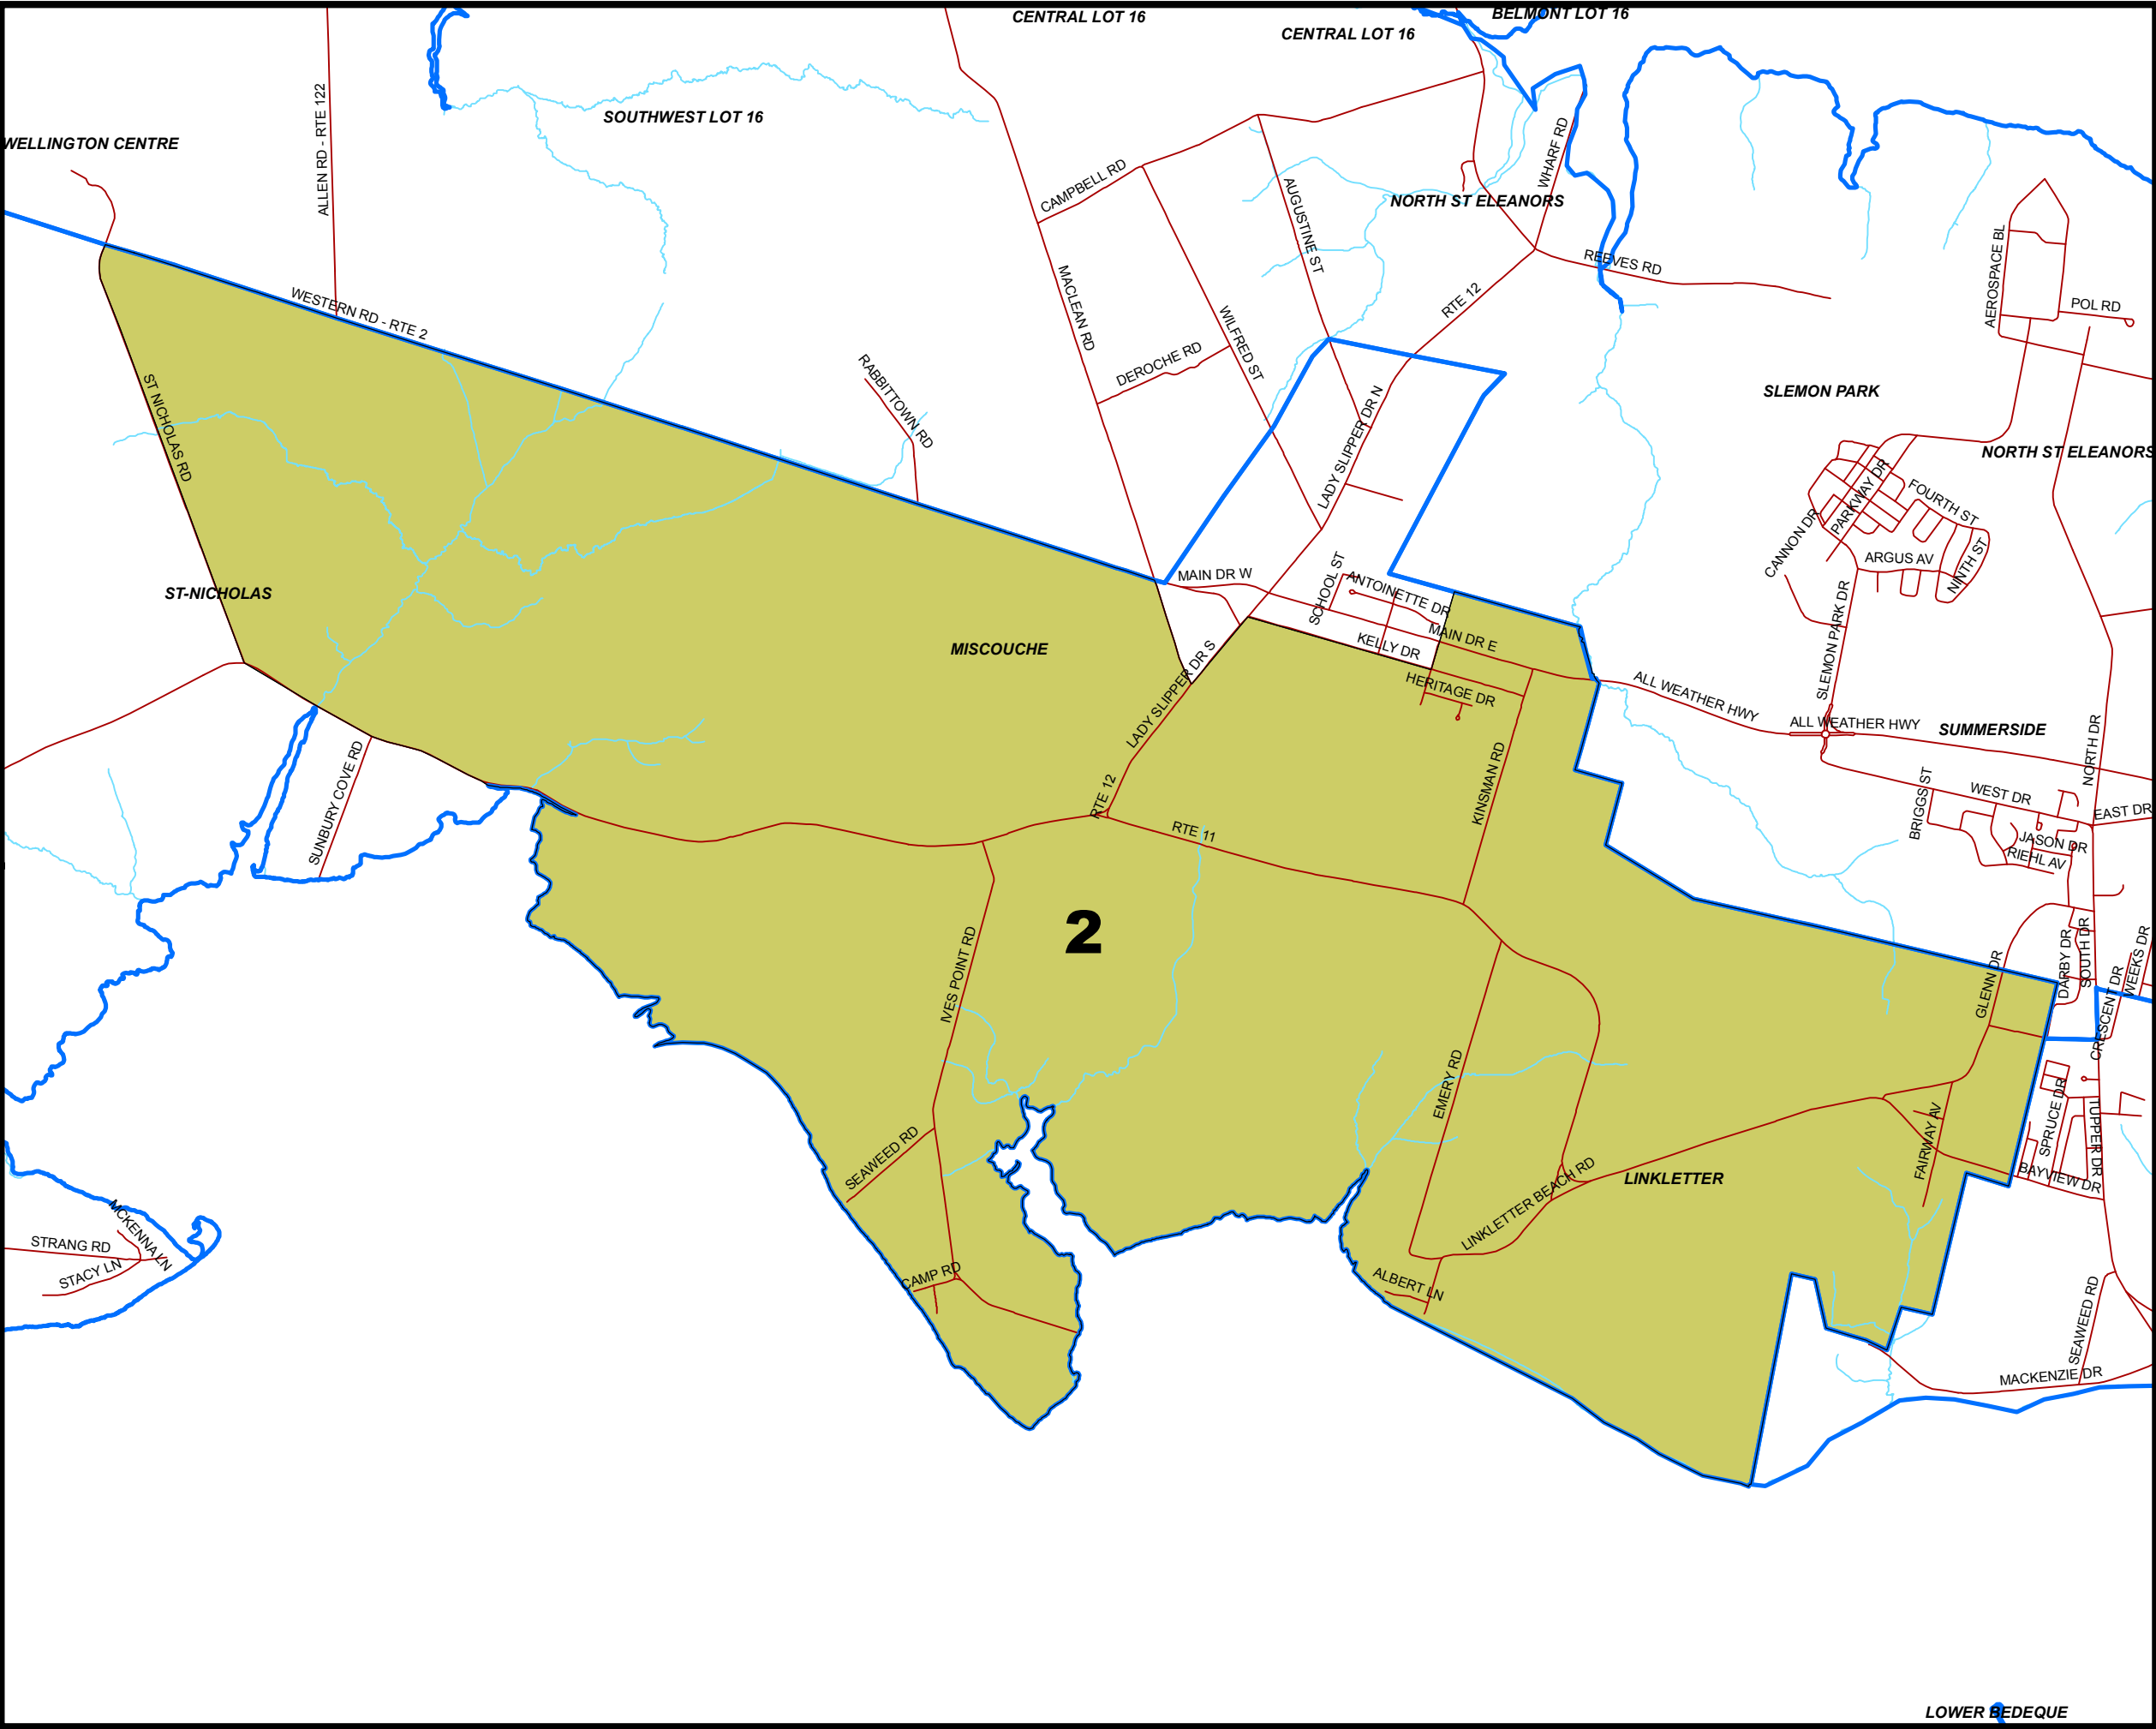 CENTRAL LOT 16
BELMONT LOT 16
CENTRAL LOT 16
SOUTHWEST LOT 16
WELLINGTON CENTRE
ALLEN RD - RTE 122
CAMPBELL RD
AUGUSTINE ST
WHARF RD
NORTH ST ELEANORS
REEVES RD
AEROSPACE BL
POL RD
WESTERN RD - RTE 2
MACLEAN RD
WILFRED ST
RTE 12
DEROCHE RD
RABBITTOWN RD
ST NICHOLAS RD
LADY SLIPPER DR N
SLEMON PARK
NORTH ST ELEANORS
PARKWAY DR
FOURTH ST
CANNON DR
ARGUS AV
NINTH ST
MAIN DR W
SCHOOL ST
ANTOINETTE DR
ST-NICHOLAS
MISCOUCHE
KELLY DR
MAIN DR E
HERITAGE DR
LADY SLIPPER DR S
SLEMON PARK DR
ALL WEATHER HWY
ALL WEATHER HWY
SUMMERSIDE
NORTH DR
SUNBURY COVE RD
RTE 12
RTE 11
KINSMAN RD
BRIGGS ST
WEST DR
EAST DR
JASON DR
RIEHL AV
2
IVES POINT RD
GLENN DR
DARBY DR
SOUTH DR
CRESCENT DR
WEEKS DR
EMERY RD
SEAWEED RD
FAIRWAY AV
SPRUCE DR
TUPPER DR
LINKLETTER BEACH RD
LINKLETTER
BAYVIEW DR
MCKENNA LN
STRANG RD
STACY LN
CAMP RD
ALBERT LN
SEAWEED RD
MACKENZIE DR
LOWER BEDEQUE